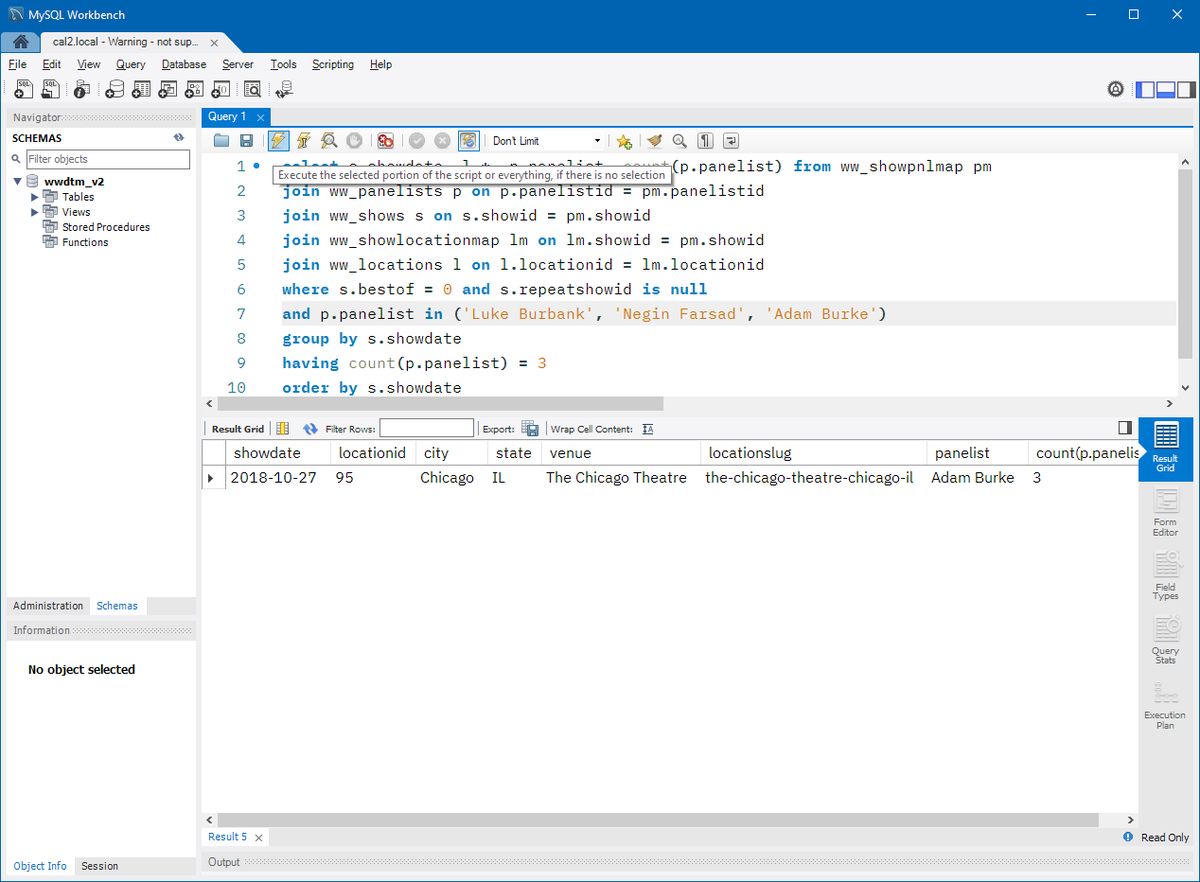 MySQL Workbench
cal2.local - Warning - not sup...
File Edit View Query Database Server Tools Scripting Help
Navigator
SCHEMAS
Filter objects
wwdtm_v2
Tables
Views
Stored Procedures
Functions
Administration Schemas
Information
No object selected
Object Info Session
Query 1
Don't Limit
1 select s.showdate, l.*, p.panelist, count(p.panelist) from ww_showpnlmap pm
Execute the selected portion of the script or everything, if there is no selection
2 join ww_panelists p on p.panelistid = pm.panelistid
3 join ww_shows s on s.showid = pm.showid
4 join ww_showlocationmap lm on lm.showid = pm.showid
5 join ww_locations l on l.locationid = lm.locationid
6 where s.bestof = 0 and s.repeatshowid is null
7 and p.panelist in ('Luke Burbank', 'Negin Farsad', 'Adam Burke')
8 group by s.showdate
9 having count(p.panelist) = 3
10 order by s.showdate
Result Grid Filter Rows: Export: Wrap Cell Content:
showdate locationid city state venue locationslug panelist count(p.panelis
2018-10-27 95 Chicago IL The Chicago Theatre the-chicago-theatre-chicago-il Adam Burke 3
Result
Grid
Form
Editor
Field
Types
Query
Stats
Execution
Plan
Result 5
Read Only
Output